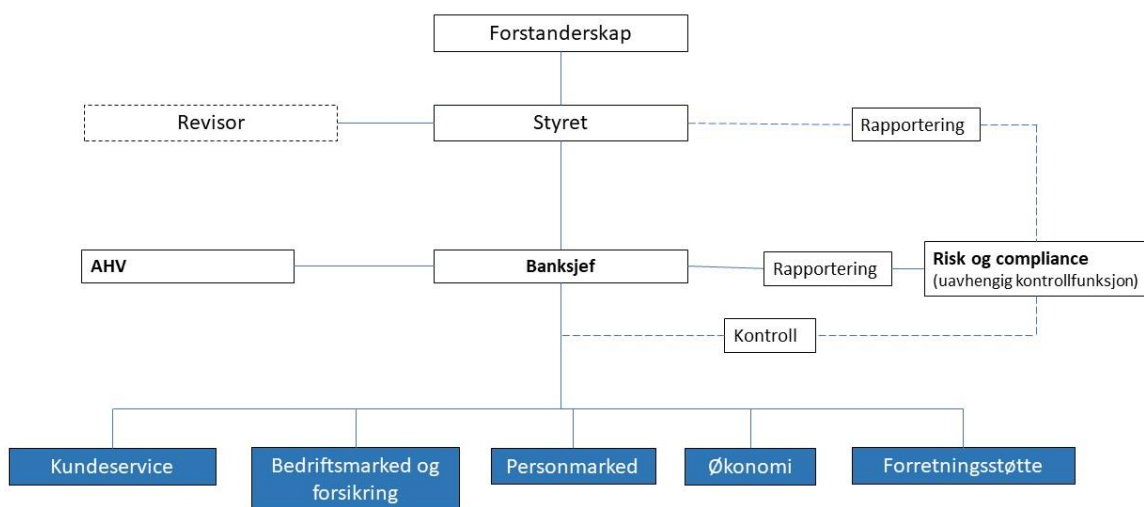 Forstanderskap
Revisor
Styret
Rapportering
AHV
Banksjef
Rapportering
Risk og compliance
(uavhengig kontrollfunksjon)
Kontroll
Kundeservice
Bedriftsmarked og
forsikring
Personmarked
Økonomi
Forretningsstøtte